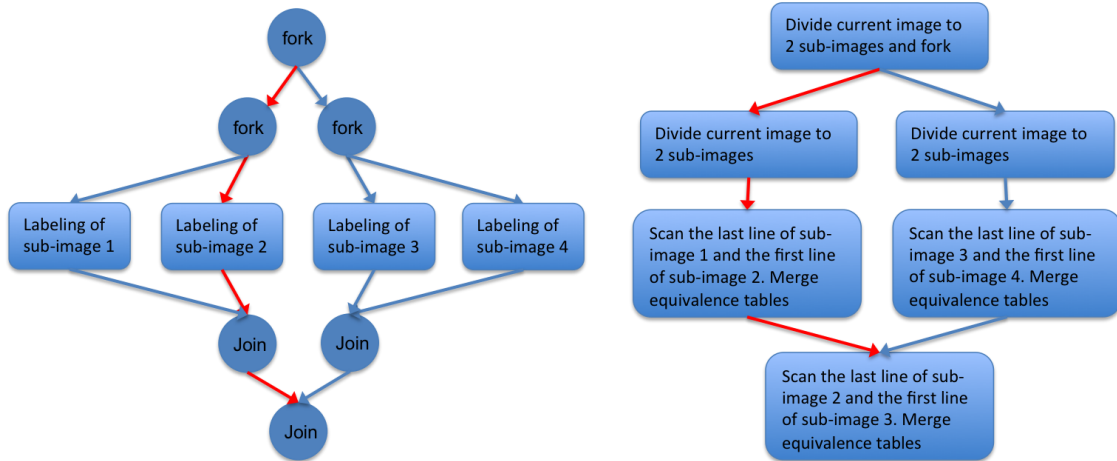 fork
fork
fork
Labeling of
sub-image 1
Labeling of
sub-image 2
Labeling of
sub-image 3
Labeling of
sub-image 4
Join
Join
Join
Divide current image to
2 sub-images and fork
Divide current image to
2 sub-images
Divide current image to
2 sub-images
Scan the last line of sub-
image 1 and the first line
of sub-image 2. Merge
equivalence tables
Scan the last line of sub-
image 3 and the first line
of sub-image 4. Merge
equivalence tables
Scan the last line of sub-
image 2 and the first line
of sub-image 3. Merge
equivalence tables